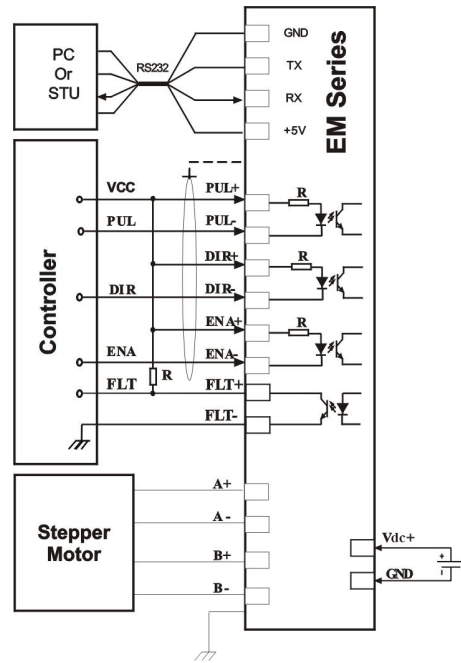 PC
Or
STU
RS232
GND
TX
RX
+5V
EM Series
Controller
VCC
PUL
DIR
ENA
FLT
R
PUL+
PUL-
DIR+
DIR-
ENA+
ENA-
FLT+
FLT-
R
R
R
Stepper
Motor
A+
A-
B+
B-
Vdc+
GND
+
-